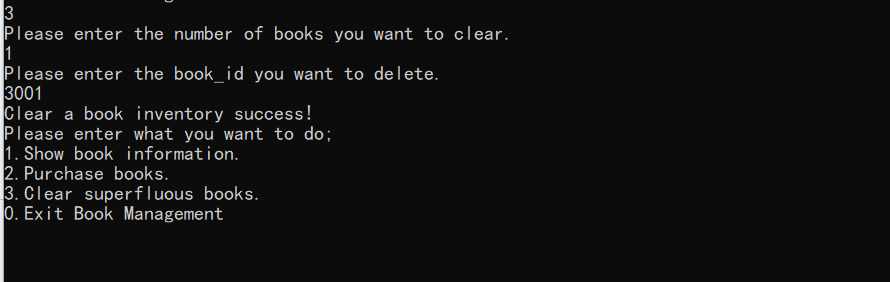 3
Please enter the number of books you want to clear.
1
Please enter the book_id you want to delete.
3001
Clear a book inventory success!
Please enter what you want to do;
1.Show book information.
2.Purchase books.
3.Clear superfluous books.
0.Exit Book Management